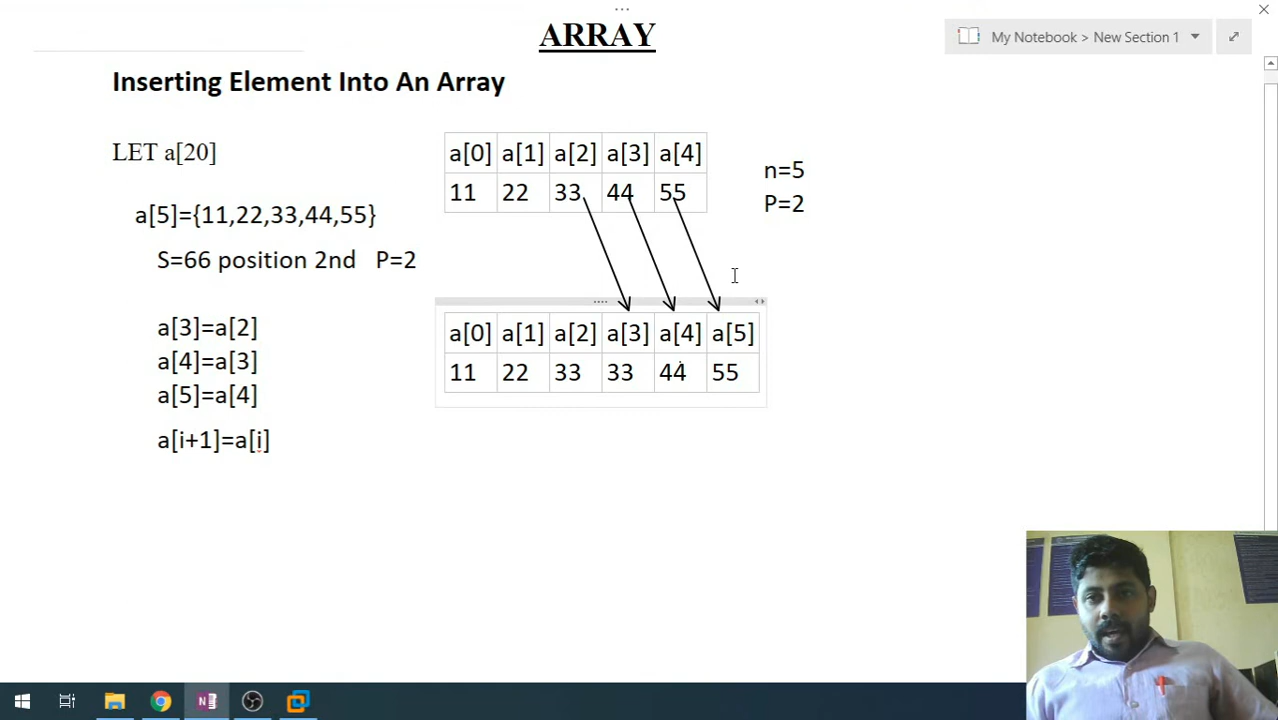 ARRAY
My Notebook > New Section 1
Inserting Element Into An Array
LET a[20]
a[5]={11,22,33,44,55}
S=66 position 2nd P=2
a[3]=a[2]
a[4]=a[3]
a[5]=a[4]
a[i+1]=a[i]
a[0] a[1] a[2] a[3] a[4]
11 22 33 44 55
n=5
P=2
a[0] a[1] a[2] a[3] a[4] a[5]
11 22 33 33 44 55